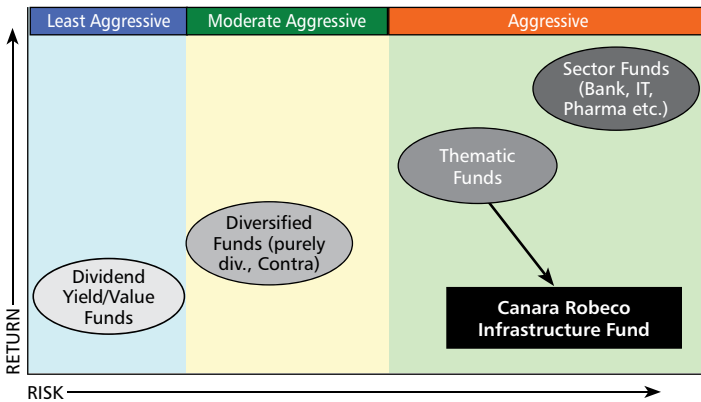 Least Aggressive
Moderate Aggressive
Aggressive
Sector Funds
(Bank, IT,
Pharma etc.)
Thematic
Funds
Diversified
Funds (purely
div., Contra)
Dividend
Yield/Value
Funds
Canara Robeco
Infrastructure Fund
RETURN
RISK